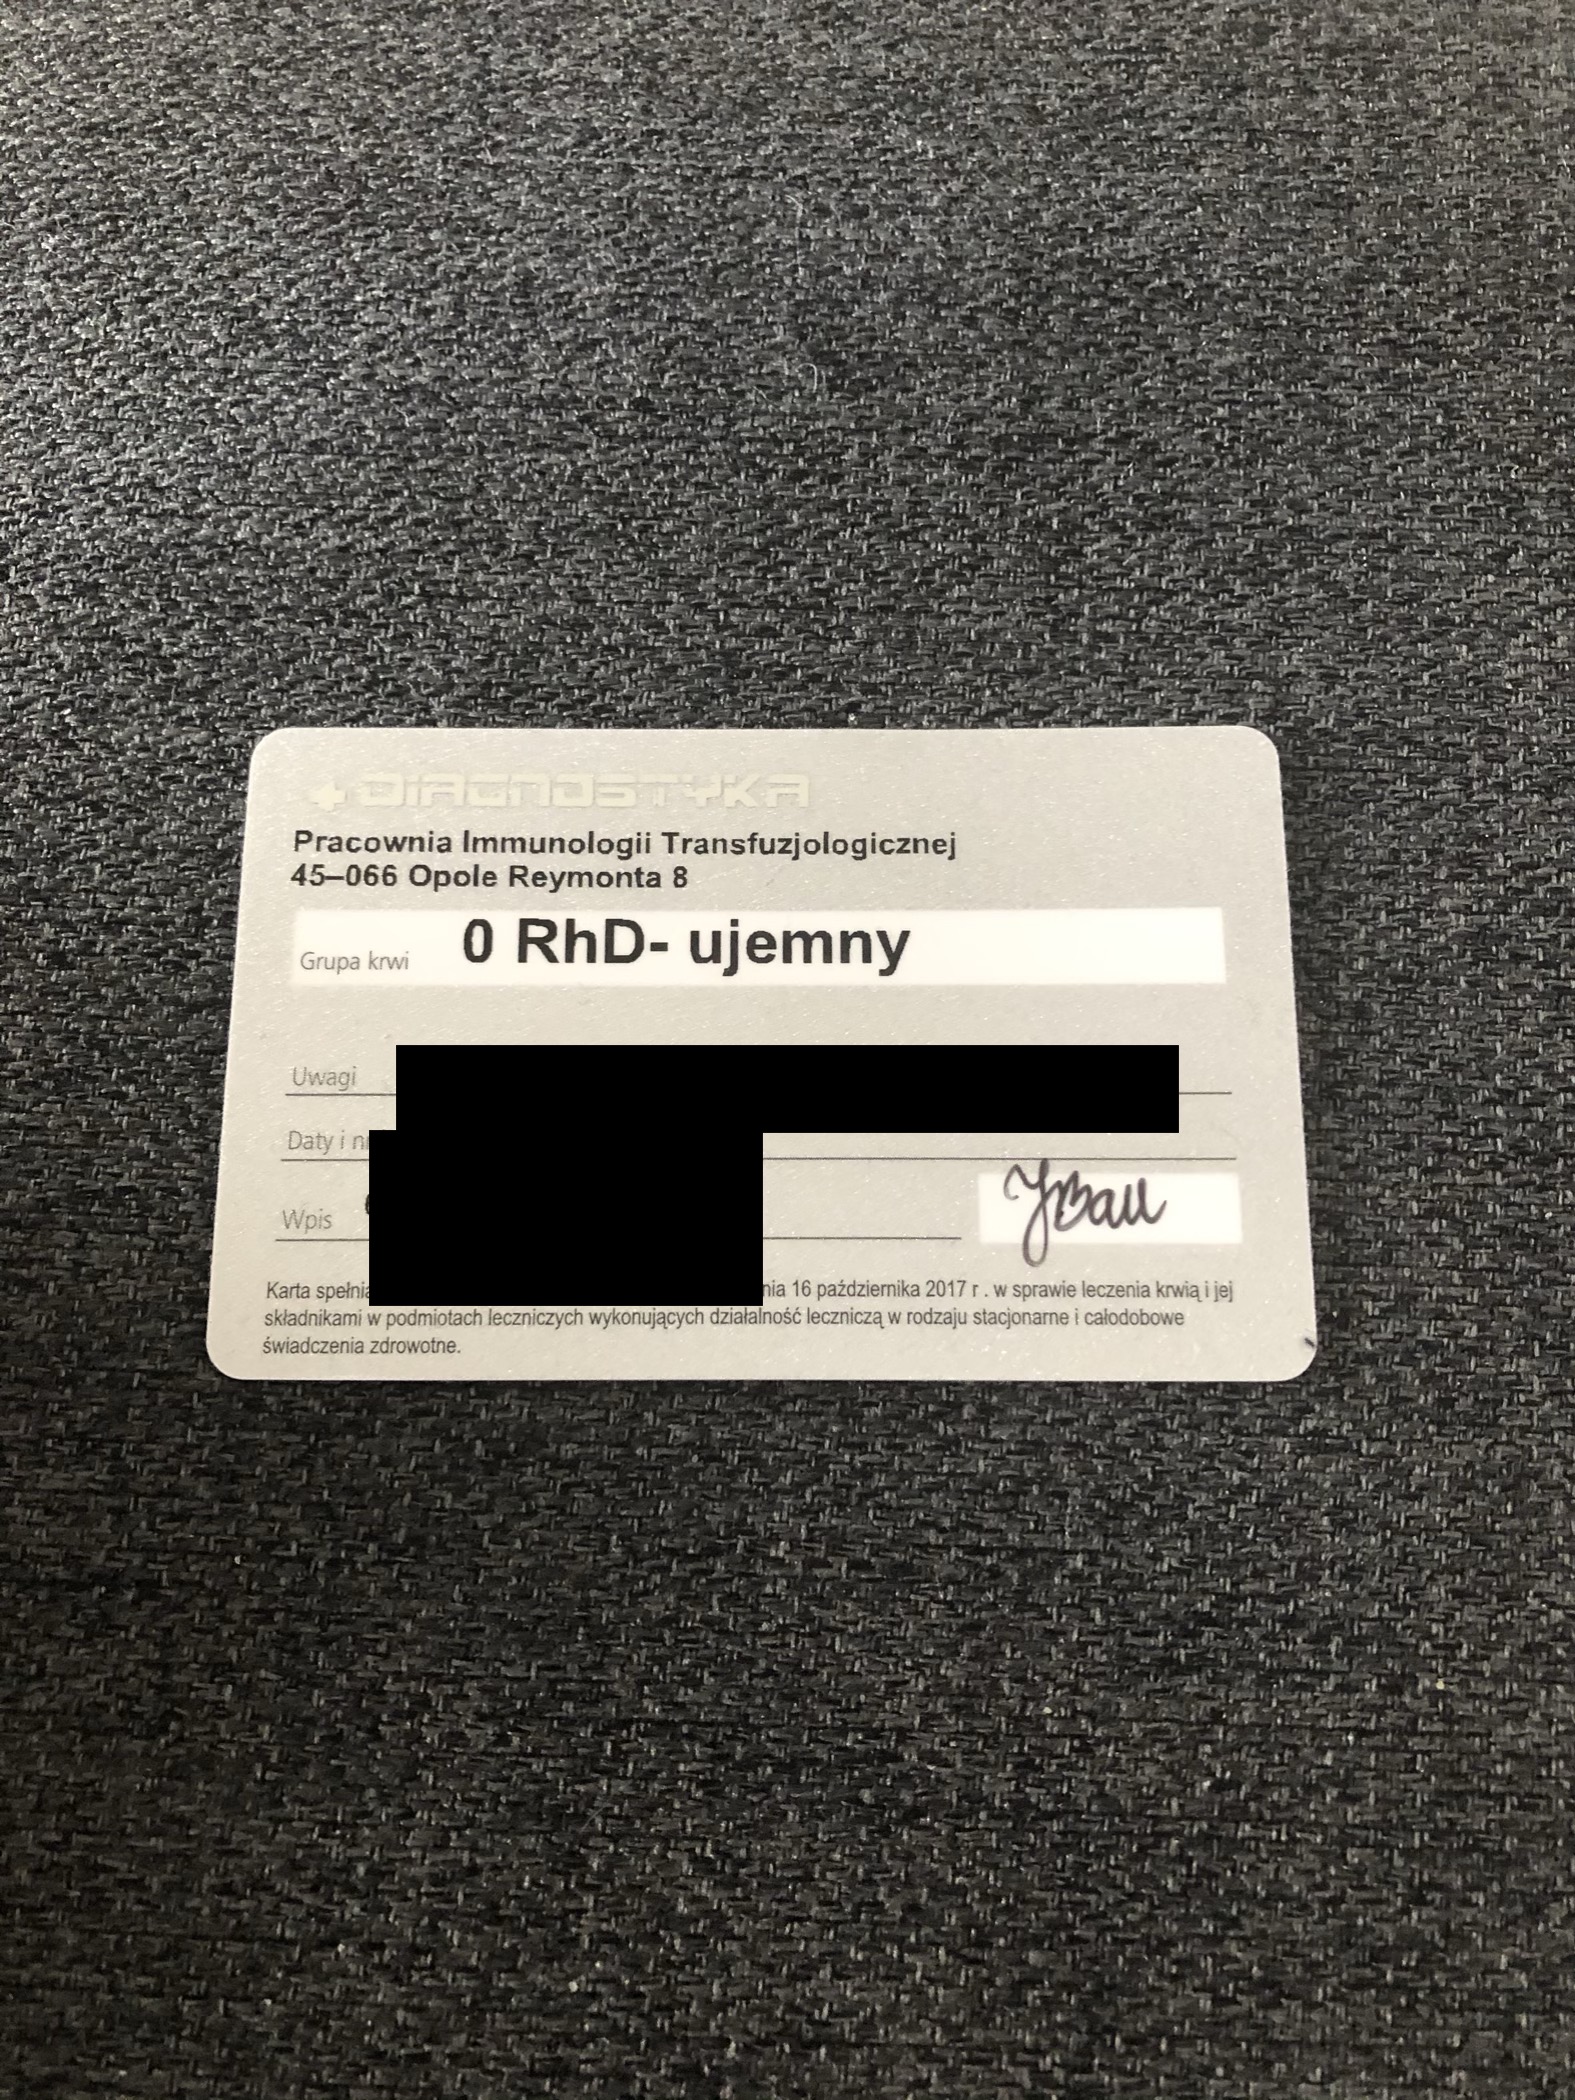 DIAGNOSTYKA
Pracownia Immunologii Transfuzjologicznej
45–066 Opole Reymonta 8
Grupa krwi 0 RhD- ujemny
Uwagi
Daty i
Wpis
Karta spełnia 16 października 2017 r . w sprawie leczenia krwią i jej
składnikami w podmiotach leczniczych wykonujących działalność leczniczą w rodzaju stacjonarne i całodobowe
świadczenia zdrowotne.